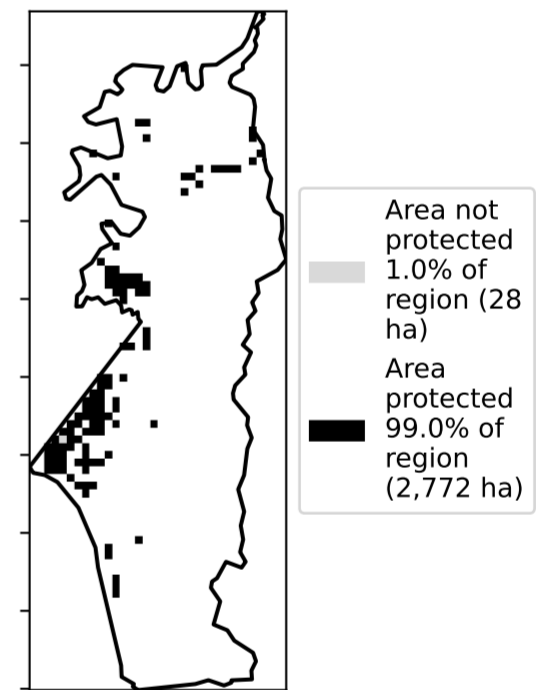 Area not
protected
1.0% of
region (28
ha)
Area
protected
99.0% of
region
(2,772 ha)